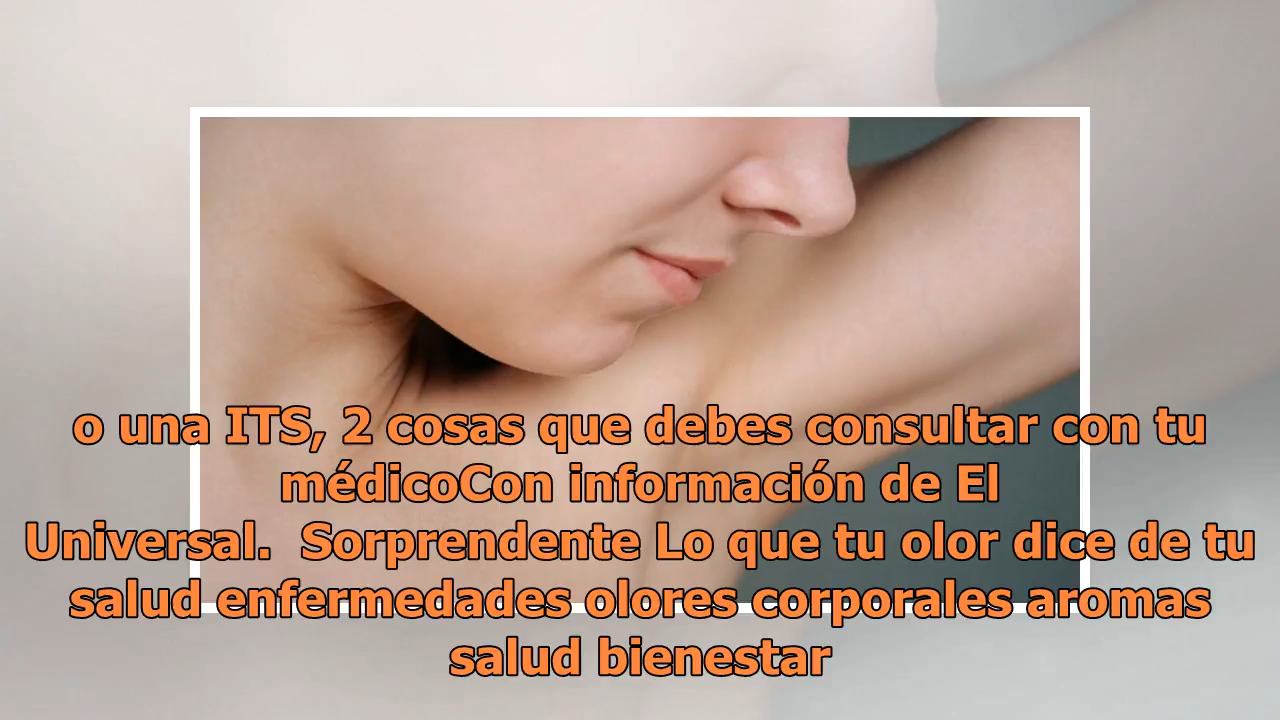 o una ITS, 2 cosas que debes consultar con tu
médicoCon información de El
Universal.  Sorprendente Lo que tu olor dice de tu
salud enfermedades olores corporales aromas
salud bienestar